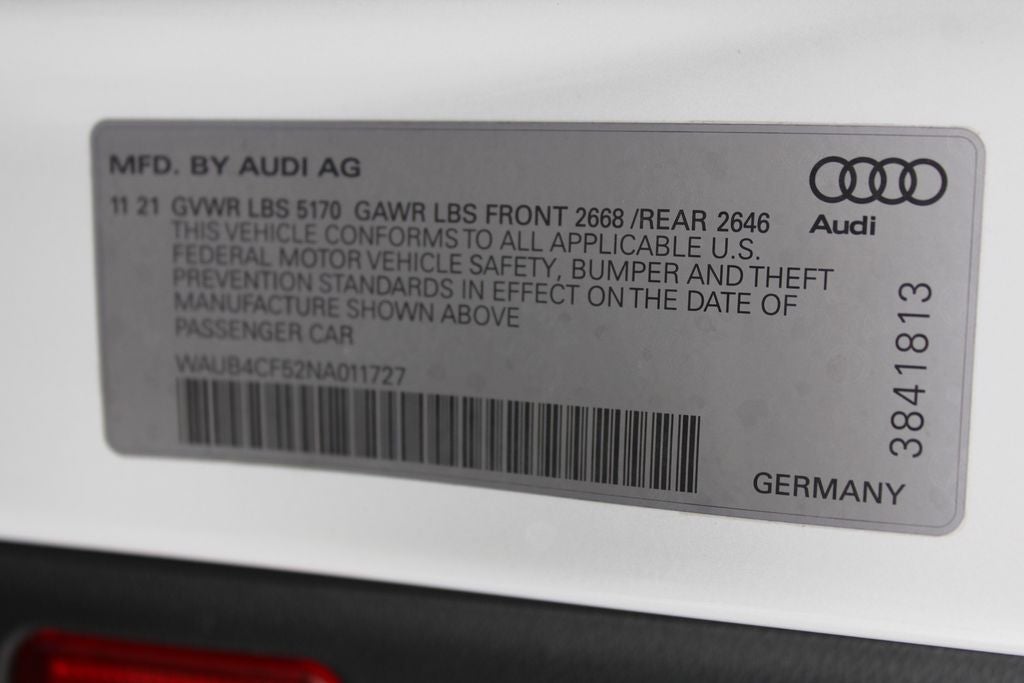 MFD. BY AUDI AG
Audi
11 21 GVWR LBS 5170 GAWR LBS FRONT 2668 /REAR 2646
THIS VEHICLE CONFORMS TO ALL APPLICABLE U.S.
FEDERAL MOTOR VEHICLE SAFETY, BUMPER AND THEFT
PREVENTION STANDARDS IN EFFECT ON THE DATE OF
MANUFACTURE SHOWN ABOVE
PASSENGER CAR
WAUB4CF52NA011727
3841813
GERMANY